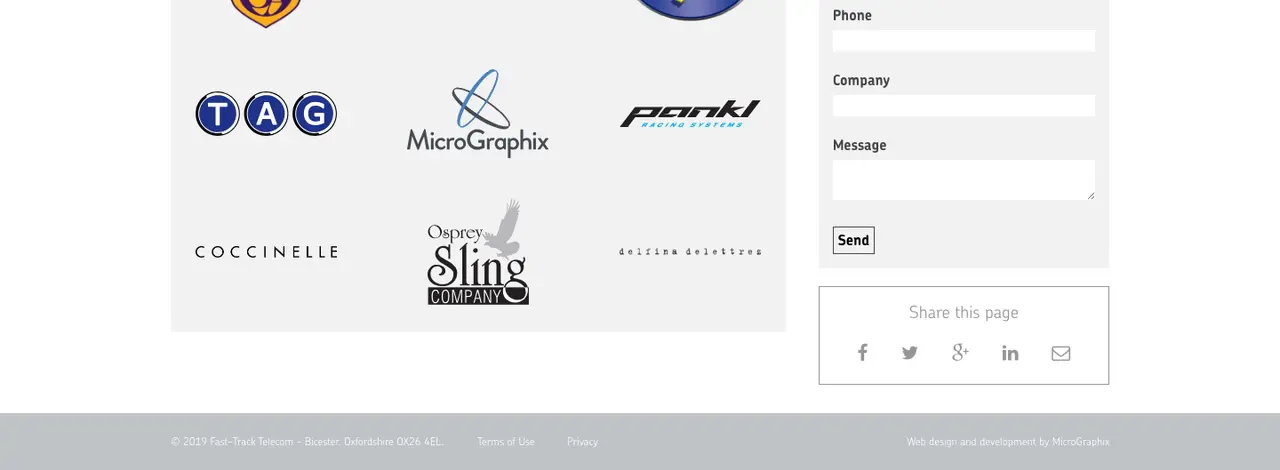 Phone
Company
Message
Send
TAG
MicroGraphix
pankl
RACING SYSTEMS
COCCINELLE
Osprey
Sling
COMPANY
delfina delettrez
Share this page
© 2019 Fast-Track Telecom - Bicester, Oxfordshire OX26 4EL. Terms of Use Privacy Web design and development by MicroGraphix